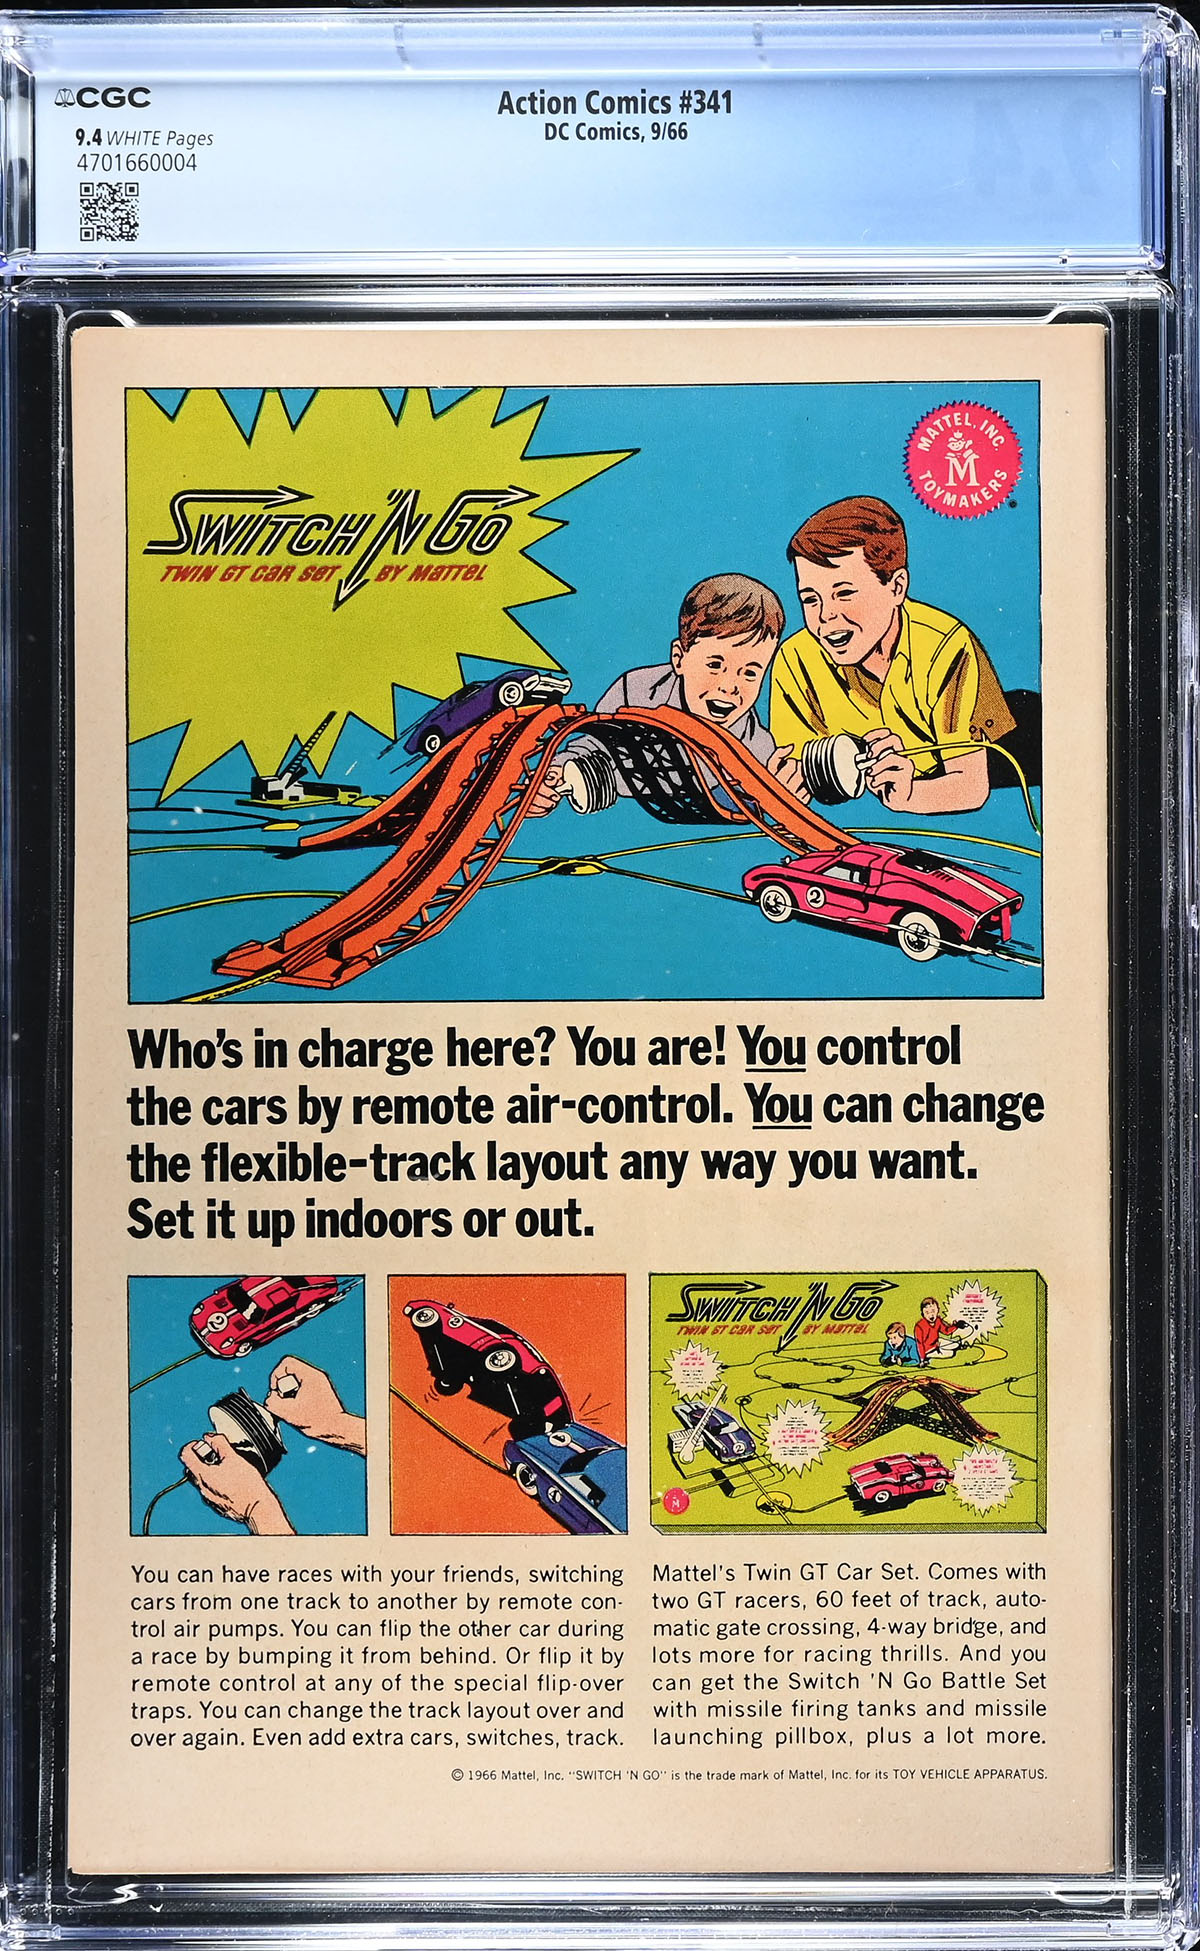 CGC
Action Comics #341
DC Comics, 9/66
9.4 WHITE Pages
4701660004
MATTEL, INC.
M
TOYMAKERS
SWITCH 'N GO
TWIN GT CAR SET BY MATTEL
2
Who's in charge here? You are! You control
the cars by remote air-control. You can change
the flexible-track layout any way you want.
Set it up indoors or out.
2
SWITCH 'N GO
TWIN GT CAR SET BY MATTEL
M
You can have races with your friends, switching
cars from one track to another by remote con-
trol air pumps. You can flip the other car during
a race by bumping it from behind. Or flip it by
remote control at any of the special flip-over
traps. You can change the track layout over and
over again. Even add extra cars, switches, track.
Mattel's Twin GT Car Set. Comes with
two GT racers, 60 feet of track, auto-
matic gate crossing, 4-way bridge, and
lots more for racing thrills. And you
can get the Switch 'N Go Battle Set
with missile firing tanks and missile
launching pillbox, plus a lot more.
© 1966 Mattel, Inc. "SWITCH 'N GO" is the trade mark of Mattel, Inc. for its TOY VEHICLE APPARATUS.